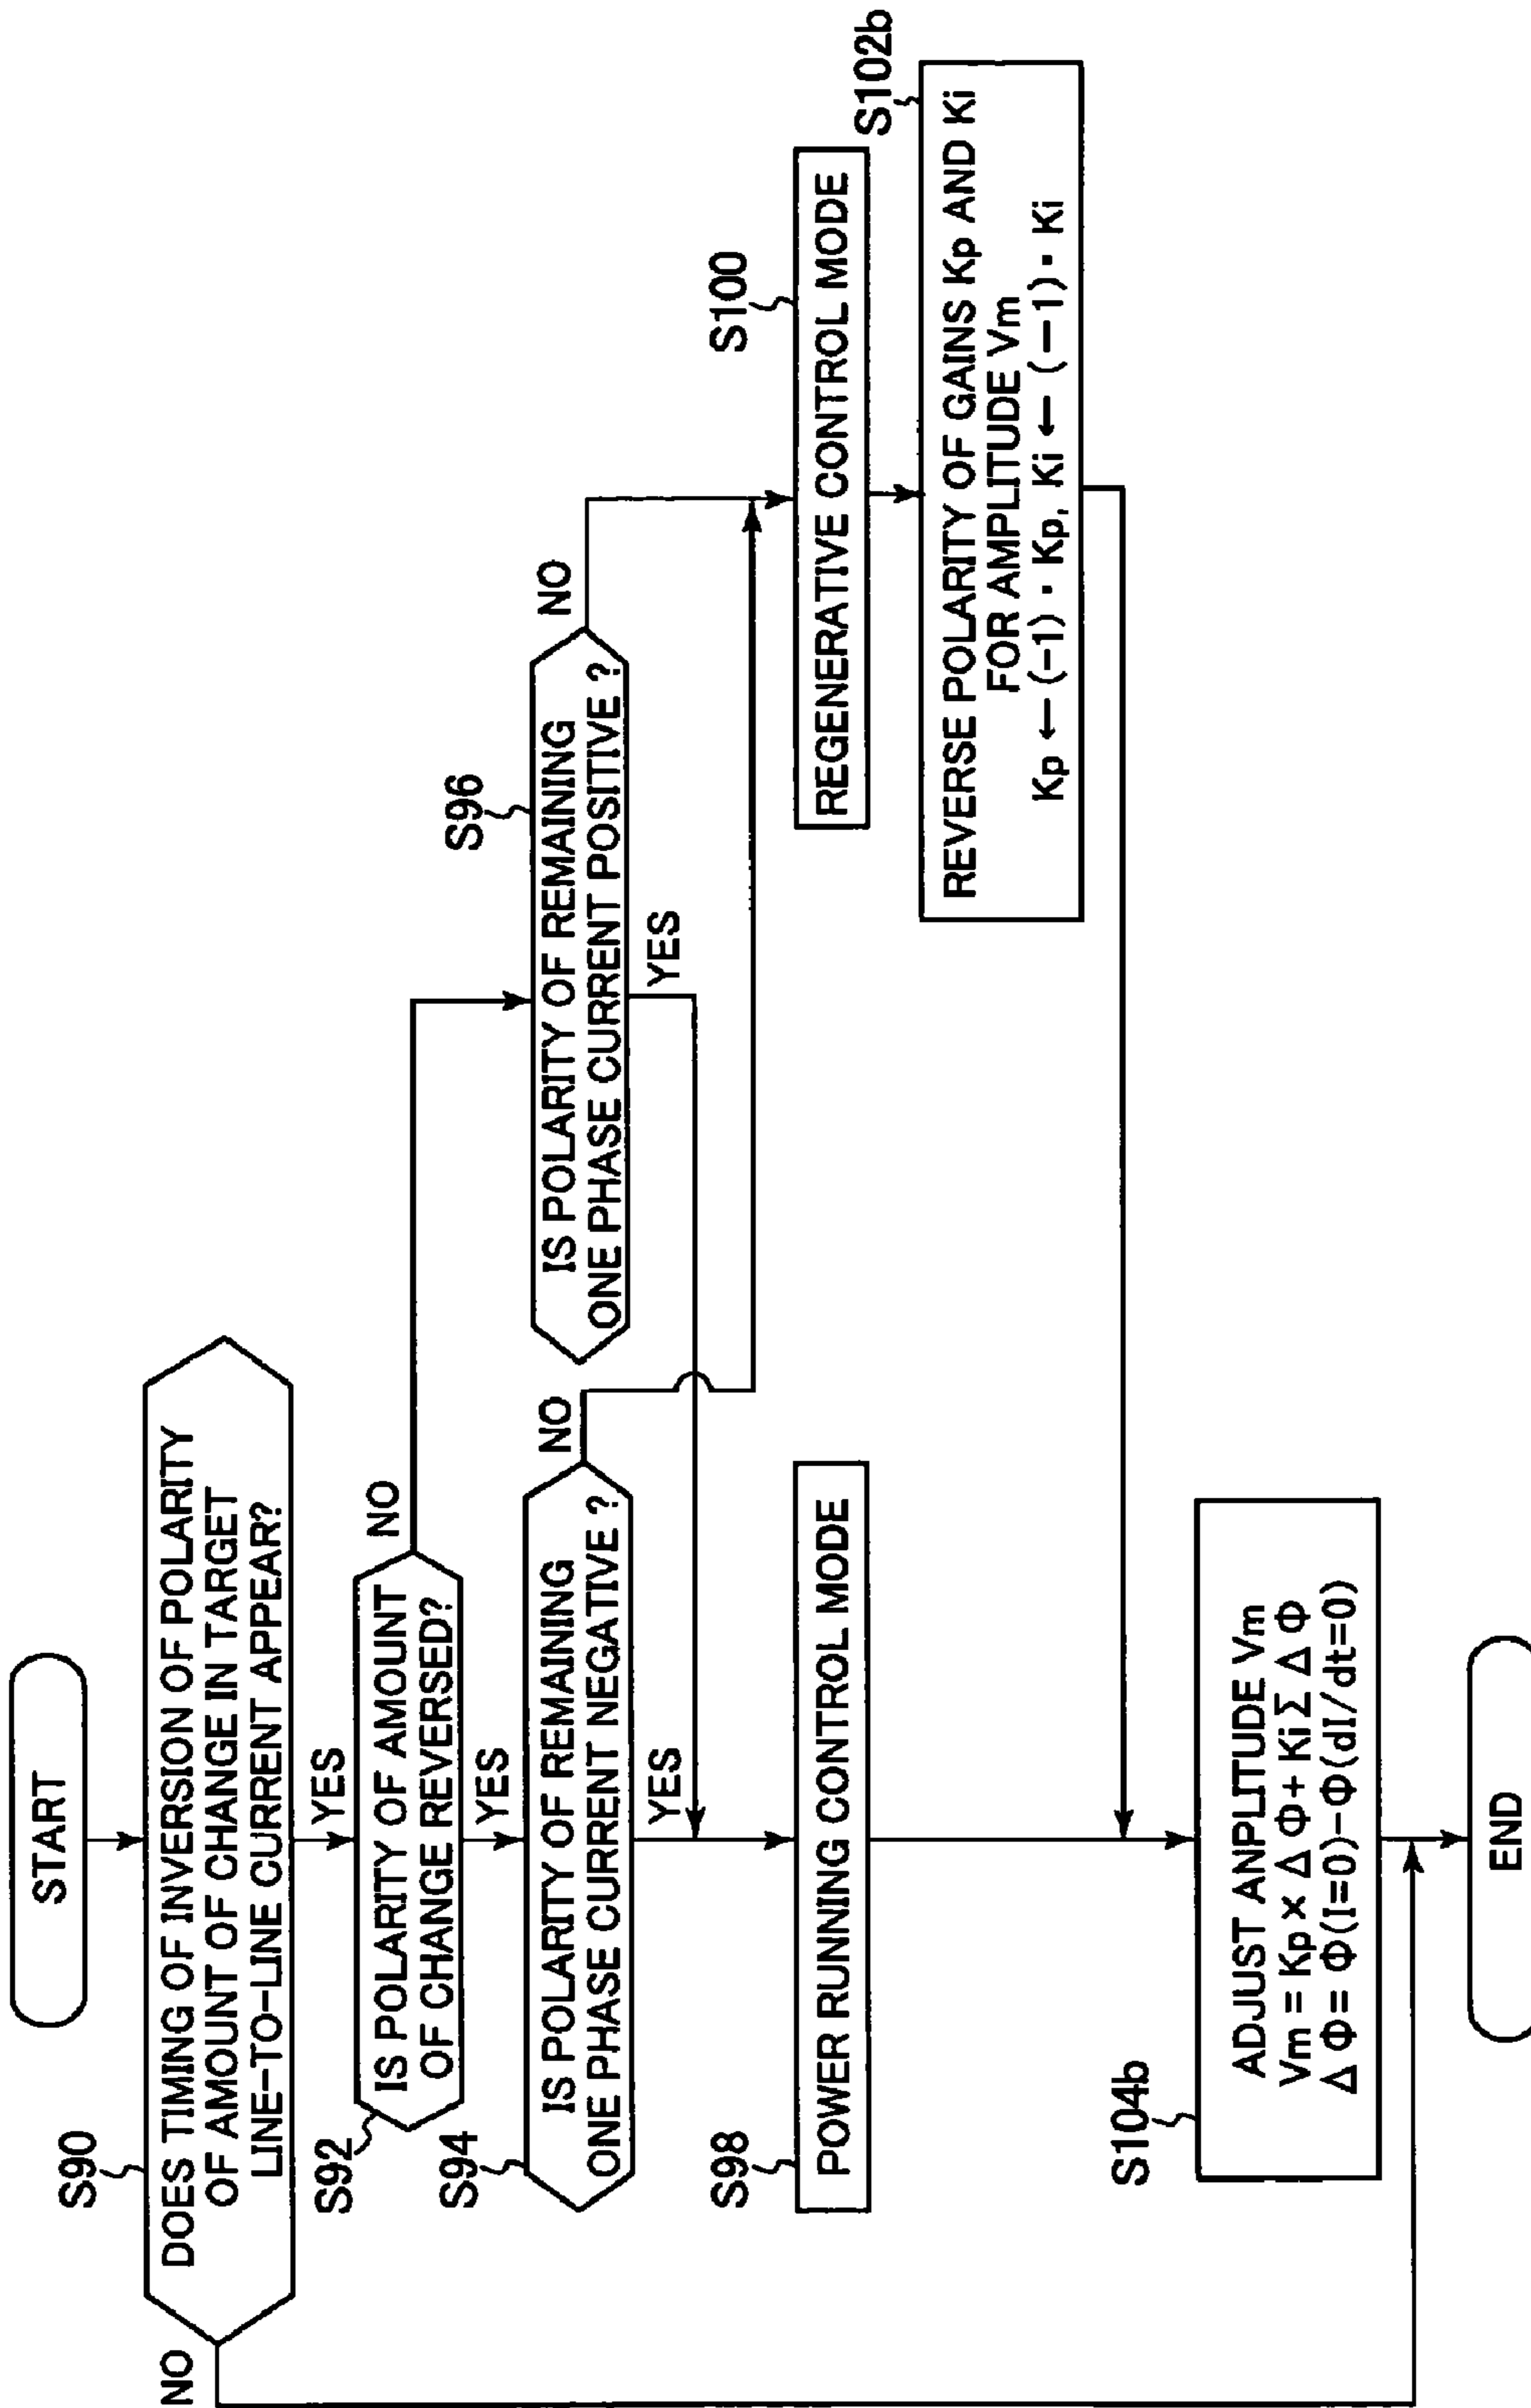 START
S90
DOES TIMING OF INVERSION OF POLARITY
OF AMOUNT OF CHANGE IN TARGET
LINE-TO-LINE CURRENT APPEAR?
NO
YES
S92
IS POLARITY OF AMOUNT
OF CHANGE REVERSED?
NO
YES
S94
IS POLARITY OF REMAINING
ONE PHASE CURRENT NEGATIVE ?
NO
YES
S96
IS POLARITY OF REMAINING
ONE PHASE CURRENT POSITIVE ?
NO
YES
S98
POWER RUNNING CONTROL MODE
S100
REGENERATIVE CONTROL MODE
S102b
REVERSE POLARITY OF GAINS Kp AND Ki
FOR AMPLITUDE Vm
Kp ← (-1) · Kp, Ki ← (-1) · Ki
S104b
ADJUST ANPLITUDE Vm
Vm = Kp × Δ Φ + Ki Σ Δ Φ
Δ Φ = Φ (I=0) - Φ (dI/dt=0)
END